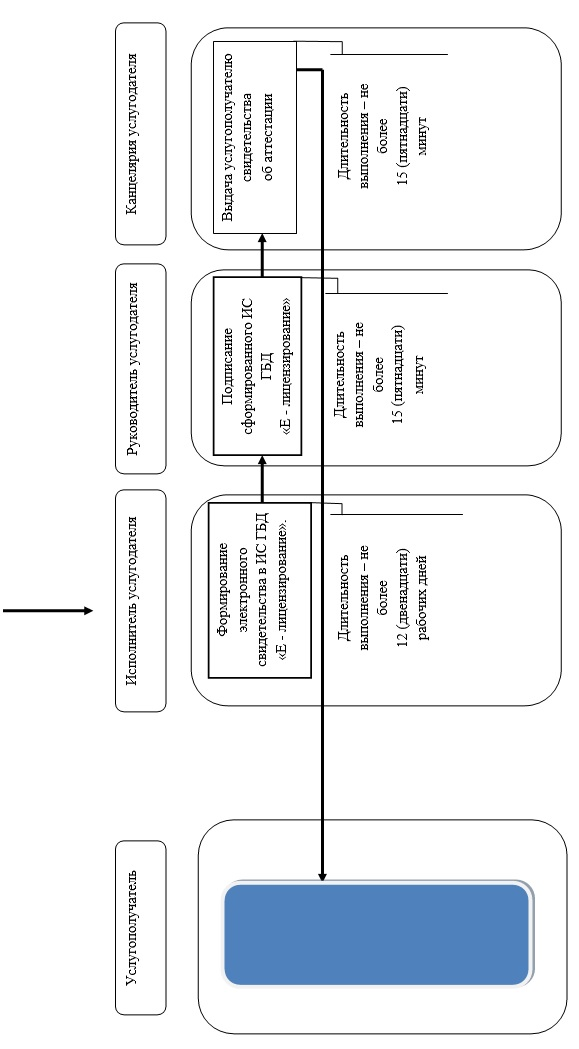 Услугополучатель
Исполнитель услугодателя
Руководитель услугодателя
Канцелярия услугодателя
Формирование
электронного
свидетельства в ИС ГБД
«Е - лицензирование».
Подписание
сформированного ИС
ГБД
«Е - лицензирование»
Выдача услугополучателю
свидетельства
об аттестации
Длительность
выполнения – не
более
12 (двенадцати)
рабочих дней
Длительность
выполнения – не
более
15 (пятнадцати)
минут
Длительность
выполнения – не
более
15 (пятнадцати)
минут